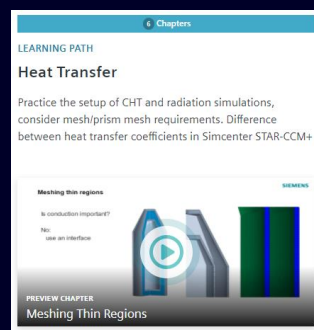 6 Chapters
LEARNING PATH
Heat Transfer
Practice the setup of CHT and radiation simulations,
consider mesh/prism mesh requirements. Difference
between heat transfer coefficients in Simcenter STAR-CCM+
SIEMENS
Meshing thin regions
Is conduction important?
No:
use an interface
PREVIEW CHAPTER
Meshing Thin Regions